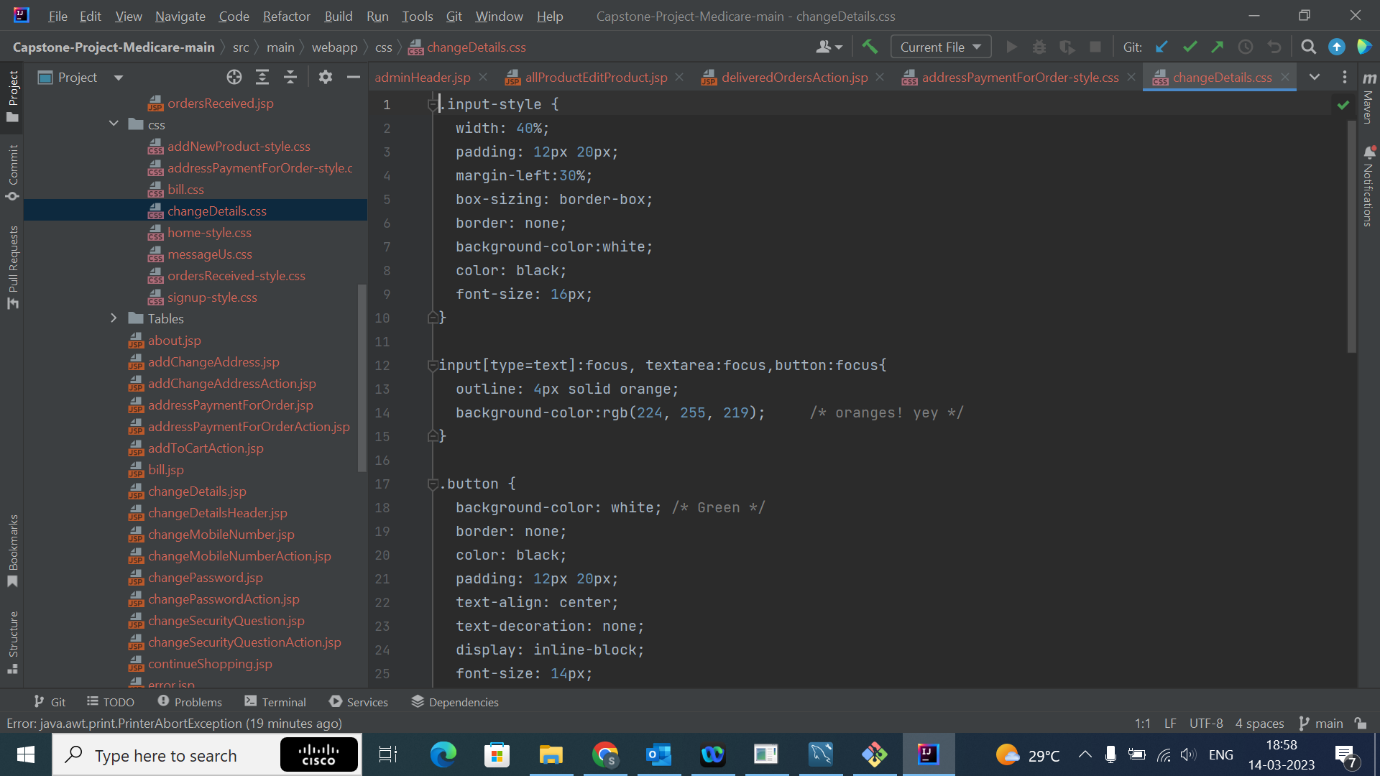 File Edit View Navigate Code Refactor Build Run Tools Git Window Help Capstone-Project-Medicare-main - changeDetails.css
Capstone-Project-Medicare-main src main webapp css changeDetails.css Current File Git:
Project
adminHeader.jsp allProductEditProduct.jsp deliveredOrdersAction.jsp addressPaymentForOrder-style.css changeDetails.css
ordersReceived.jsp
css
addNewProduct-style.css
addressPaymentForOrder-style.c
bill.css
changeDetails.css
home-style.css
messageUs.css
ordersReceived-style.css
signup-style.css
Tables
about.jsp
addChangeAddress.jsp
addChangeAddressAction.jsp
addressPaymentForOrder.jsp
addressPaymentForOrderAction.jsp
addToCartAction.jsp
bill.jsp
changeDetails.jsp
changeDetailsHeader.jsp
changeMobileNumber.jsp
changeMobileNumberAction.jsp
changePassword.jsp
changePasswordAction.jsp
changeSecurityQuestion.jsp
changeSecurityQuestionAction.jsp
continueShopping.jsp
error.jsp
1 .input-style {
2 width: 40%;
3 padding: 12px 20px;
4 margin-left:30%;
5 box-sizing: border-box;
6 border: none;
7 background-color:white;
8 color: black;
9 font-size: 16px;
10 }
11
12 input[type=text]:focus, textarea:focus,button:focus{
13 outline: 4px solid orange;
14 background-color:rgb(224, 255, 219); /* oranges! yey */
15 }
16
17 .button {
18 background-color: white; /* Green */
19 border: none;
20 color: black;
21 padding: 12px 20px;
22 text-align: center;
23 text-decoration: none;
24 display: inline-block;
25 font-size: 14px;
Project
Commit
Pull Requests
Bookmarks
Structure
Maven
Notifications
Git TODO Problems Terminal Services Dependencies
Error: java.awt.print.PrinterAbortException (19 minutes ago) 1:1 LF UTF-8 4 spaces main
Type here to search
CISCO
29°C ENG
18:58
14-03-2023
7